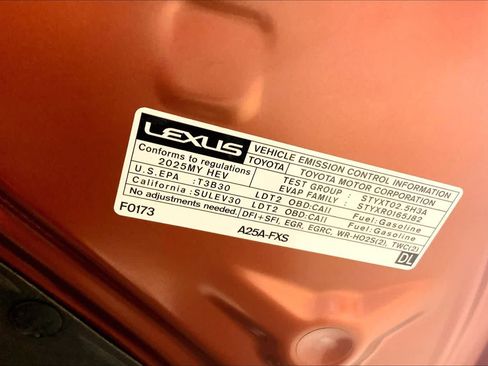 LEXUS VEHICLE EMISSION CONTROL INFORMATION
TOYOTA TOYOTA MOTOR CORPORATION
Conforms to regulations
2025MY HEV
TEST GROUP : STYXT02.5H3A
EVAP FAMILY : STYXR0165J82
U.S.EPA : T3B30 LDT2 OBD:CAII Fuel:Gasoline
California : SULEV30 LDT2 OBD:CAII Fuel:Gasoline
No adjustments needed. DFI+SFI, EGR, EGRC, WR-HO2S(2), TWC(2)
F0173 A25A-FXS DL